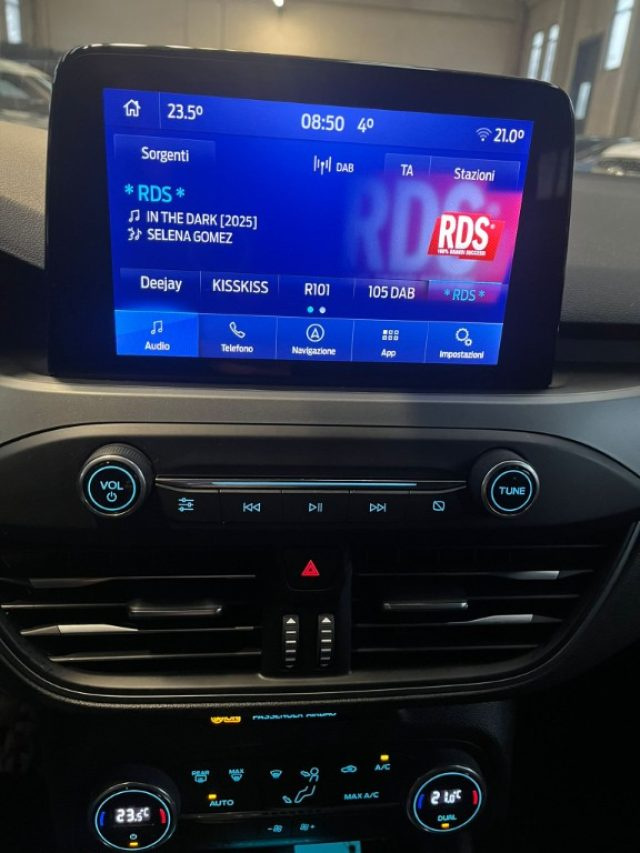 23.5°
08:50 4°
21.0°
Sorgenti
DAB
TA
Stazioni
*RDS*
IN THE DARK [2025]
SELENA GOMEZ
RDS
RDS
100% GRANDI SUCCESSI
Deejay
KISSKISS
R101
105 DAB
*RDS*
Audio
Telefono
Navigazione
App
Impostazioni
VOL
TUNE
PASSENGER AIRBAG
REAR
MAX
A/C
AUTO
MAX A/C
23.5°C
21.0°C
DUAL